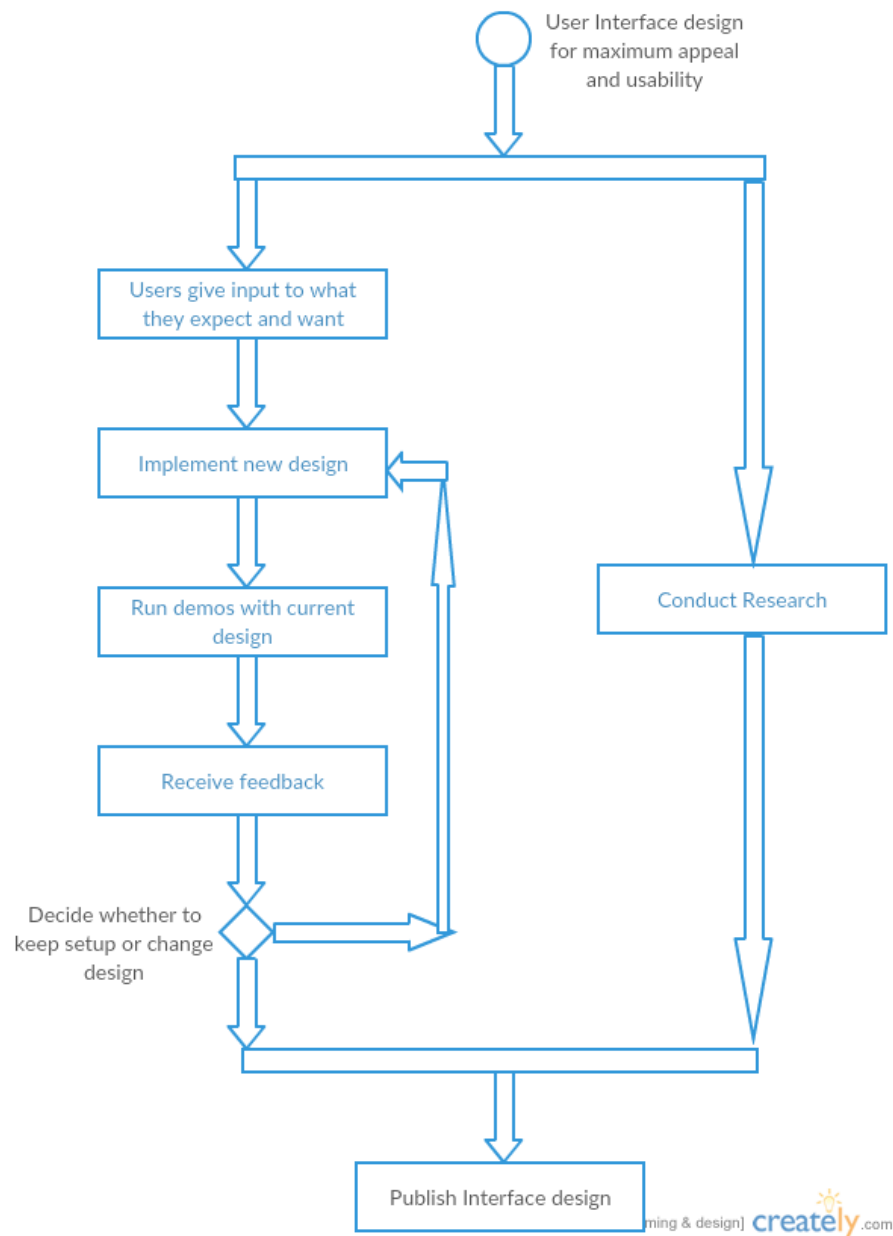 User Interface design
for maximum appeal
and usability
Users give input to what
they expect and want
Implement new design
Run demos with current
design
Conduct Research
Receive feedback
Decide whether to
keep setup or change
design
Publish Interface design
ming & design]
creately.com